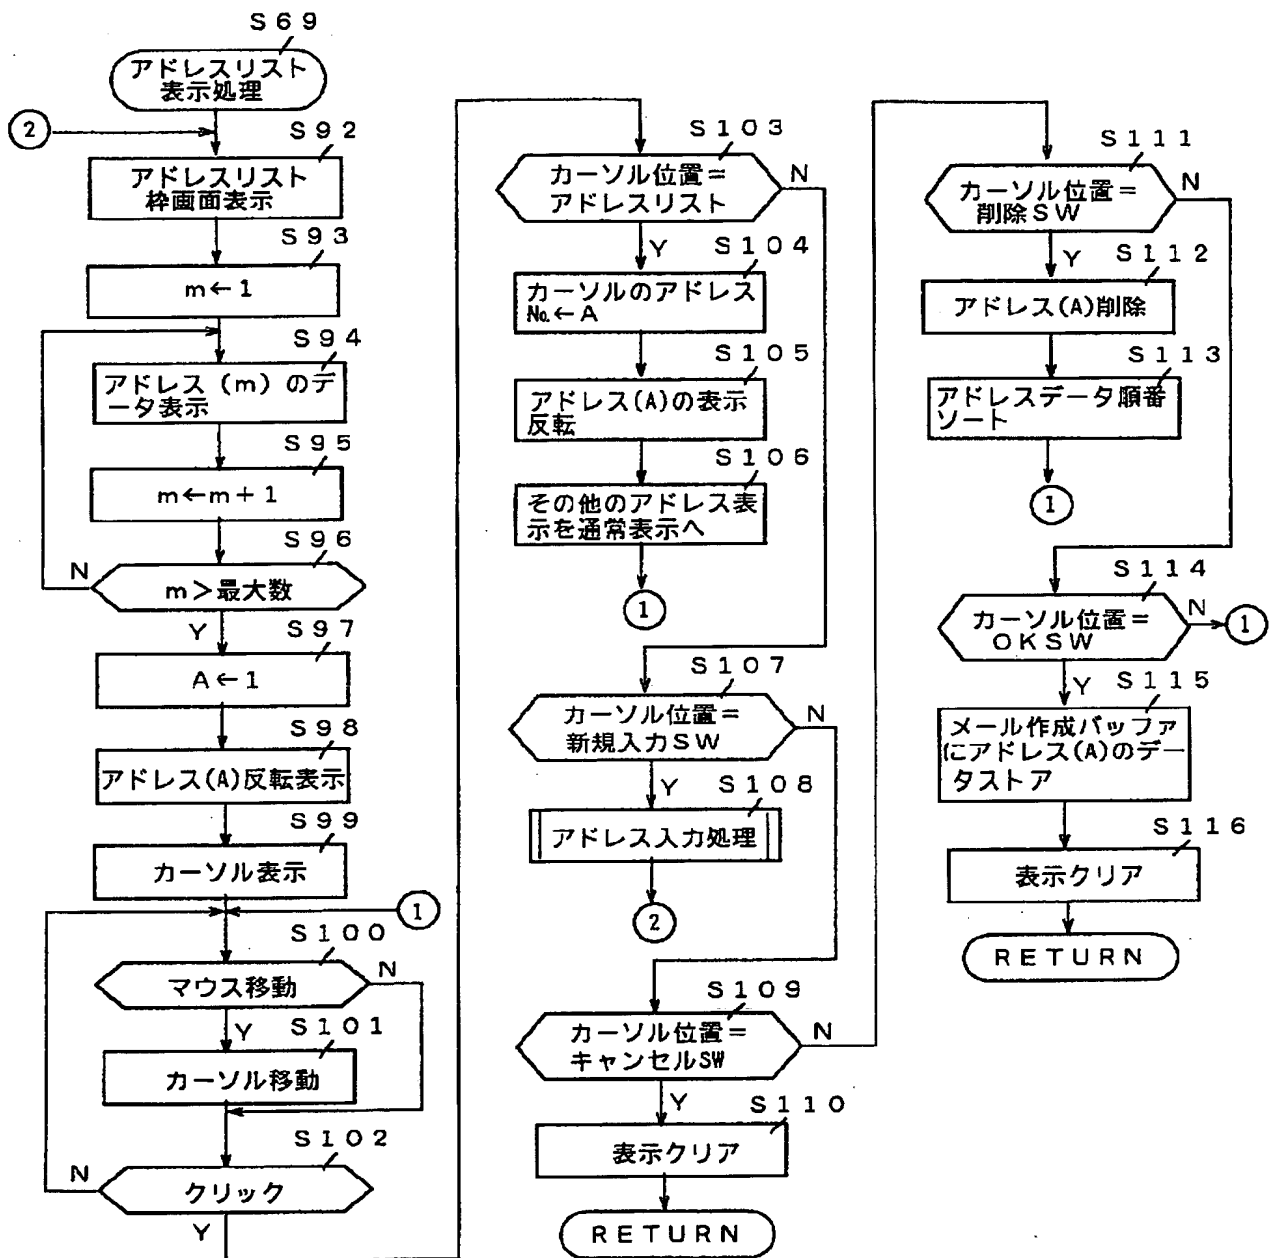 S69
アドレスリスト
表示処理
②
S92
アドレスリスト
枠画面表示
S93
m←1
S94
アドレス（m）のデ
ータ表示
S95
m←m＋1
S96
N
m＞最大数
Y
S97
A←1
S98
アドレス(A)反転表示
S99
カーソル表示
①
S100
マウス移動
N
Y
S101
カーソル移動
S102
N
クリック
Y
S103
カーソル位置＝
アドレスリスト
N
Y
S104
カーソルのアドレス
№←A
S105
アドレス(A)の表示
反転
S106
その他のアドレス表
示を通常表示へ
①
S107
カーソル位置＝
新規入力SW
N
Y
S108
アドレス入力処理
②
S109
カーソル位置＝
キャンセルSW
N
Y
S110
表示クリア
RETURN
S111
カーソル位置＝
削除SW
N
Y
S112
アドレス(A)削除
S113
アドレスデータ順番
ソート
①
S114
カーソル位置＝
OKSW
N
①
Y
S115
メール作成バッファ
にアドレス(A)のデー
タストア
S116
表示クリア
RETURN